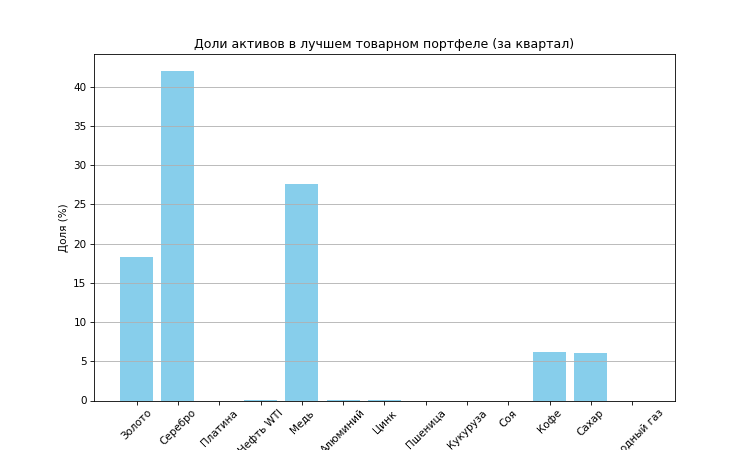 Доли активов в лучшем товарном портфеле (за квартал)
Доля (%)
40
35
30
25
20
15
10
5
0
Золото
Серебро
Платина
Нефть WTI
Медь
Алюминий
Цинк
Пшеница
Кукуруза
Соя
Кофе
Сахар
газ